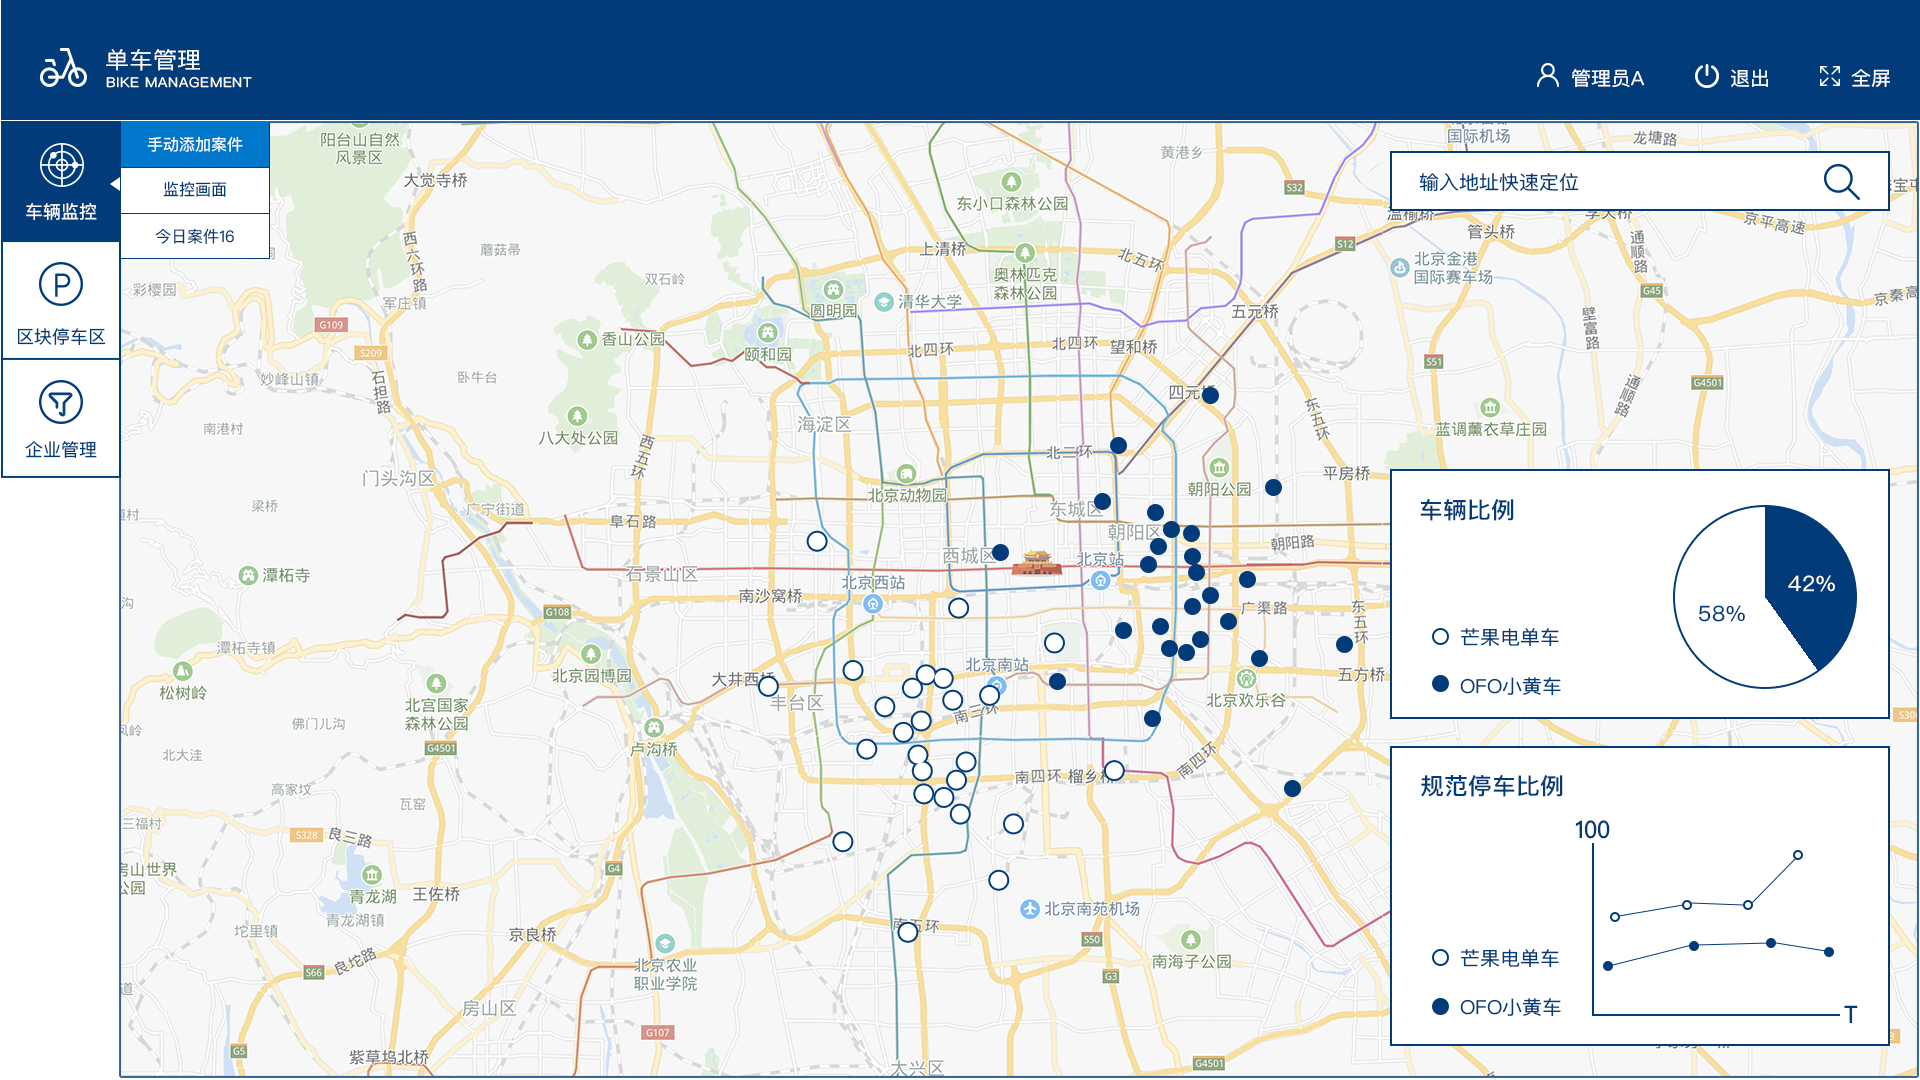 单车管理
BIKE MANAGEMENT
管理员A
退出
全屏
车辆监控
手动添加案件
监控画面
今日案件16
P
区块停车区
企业管理
输入地址快速定位
车辆比例
42%
58%
芒果电单车
OFO小黄车
规范停车比例
100
芒果电单车
OFO小黄车
T
阳台山自然
风景区
大觉寺桥
黄港乡
国际机场
龙塘路
S32
东小口森林公园
京平高速
管头桥
通顺路
S12
上清桥
北五环
西六环路
蘑菇帚
双石岭
奥林匹克
森林公园
北京金港
国际赛车场
彩樱园
军庄镇
圆明园
清华大学
五元桥
G45
京秦高
壁富路
G109
香山公园
颐和园
北四环
北四环
望和桥
S209
S51
妙峰山镇
石担路
卧牛台
四元桥
G4501
通顺路
东五环
蓝调薰衣草庄园
南港村
八大处公园
西五环
海淀区
北二环
门头沟区
北京动物园
朝阳公园
平房桥
梁桥
广宁街道
阜石路
东城区
朝阳区
西城区
北京站
朝阳路
潭柘寺
石景山区
北京西站
南沙窝桥
G108
广渠路
东五环
潭柘寺镇
松树岭
北京园博园
大井西桥
北京南站
五方桥
北宫国家
森林公园
丰台区
南三环
北京欢乐谷
佛门儿沟
北大洼
G4501
卢沟桥
南四环
榴乡桥
南四环
高家坟
瓦窑
三福村
S328
良三路
G4
房山世界
公园
青龙湖
王佐桥
青龙湖镇
坨里镇
京良桥
北京南苑机场
南五环
S50
南海子公园
S66
良坨路
北京农业
职业学院
G3
房山区
G107
G5
紫草坞北桥
大兴区
G4501